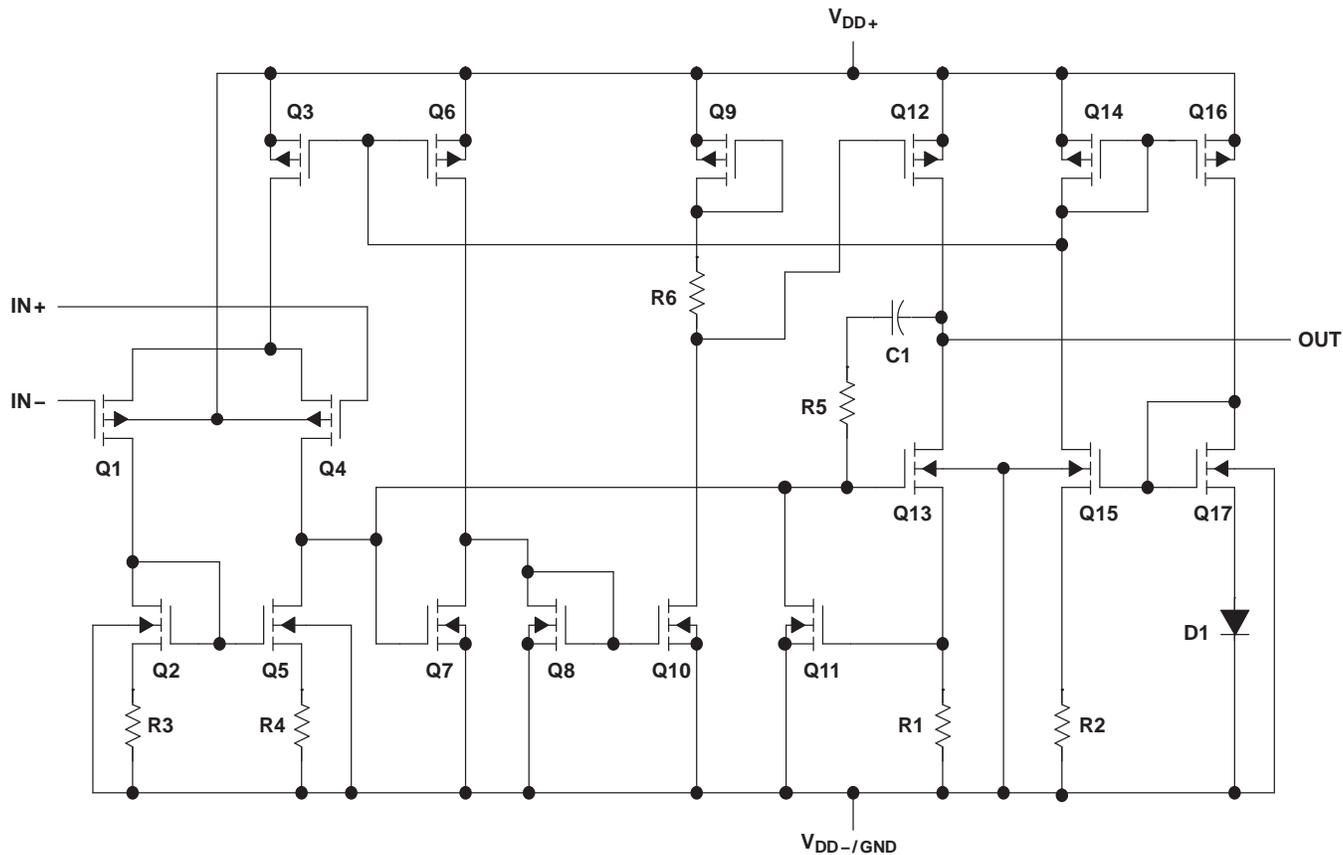 VDD+
Q3 Q6 Q9 Q12 Q14 Q16
IN+
R6
OUT
C1
IN−
R5
Q1 Q4
Q13 Q15 Q17
D1
Q2 Q5 Q7 Q8 Q10 Q11
R3 R4 R1 R2
VDD−/GND